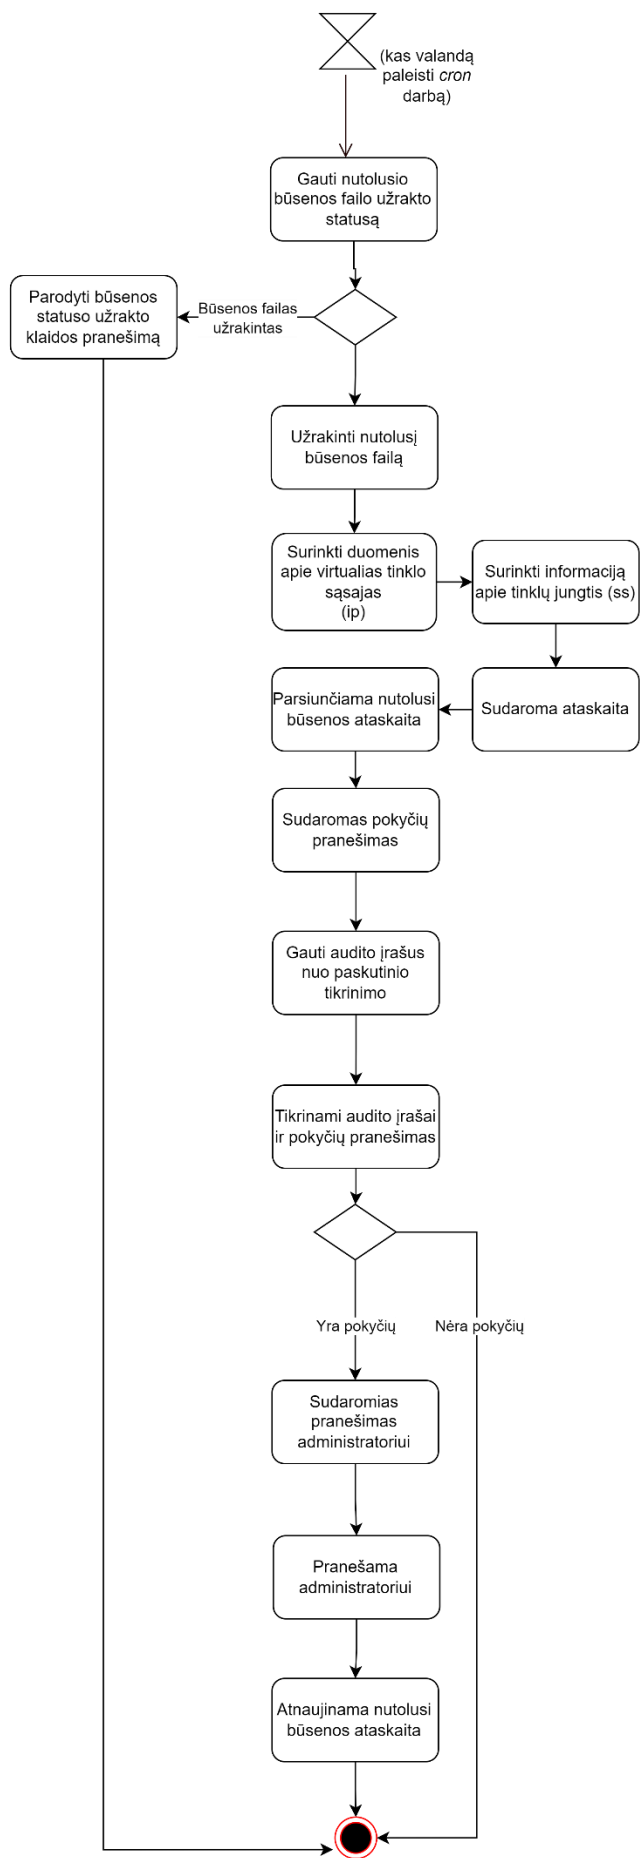 (kas valandą
paleisti cron
darbą)
Gauti nutolusio
būsenos failo užrakto
statusą
Parodyti būsenos
statuso užrakto
klaidos pranešimą
Būsenos failas
užrakintas
Užrakinti nutolusį
būsenos failą
Surinkti duomenis
apie virtualias tinklo
sąsajas
(ip)
Surinkti informaciją
apie tinklų jungtis (ss)
Parsiunčiama nutolusi
būsenos ataskaita
Sudaroma ataskaita
Sudaromas pokyčių
pranešimas
Gauti audito įrašus
nuo paskutinio
tikrinimo
Tikrinami audito įrašai
ir pokyčių pranešimas
Yra pokyčių
Nėra pokyčių
Sudaromias
pranešimas
administratoriui
Pranešama
administratoriui
Atnaujinama nutolusi
būsenos ataskaita